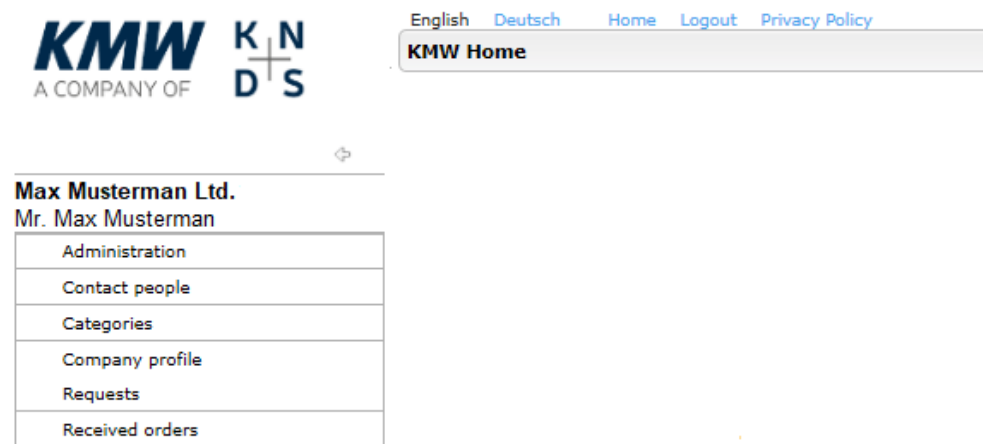 English Deutsch Home Logout Privacy Policy
KMW Home
KMW
A COMPANY OF
K N
D S
Max Musterman Ltd.
Mr. Max Musterman
Administration
Contact people
Categories
Company profile
Requests
Received orders